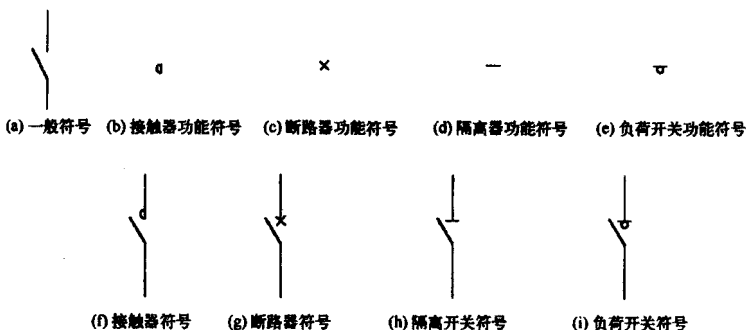 (a) 一般符号 (b) 接触器功能符号 (c) 断路器功能符号 (d) 隔离器功能符号 (e) 负荷开关功能符号
(f) 接触器符号 (g) 断路器符号 (h) 隔离开关符号 (i) 负荷开关符号